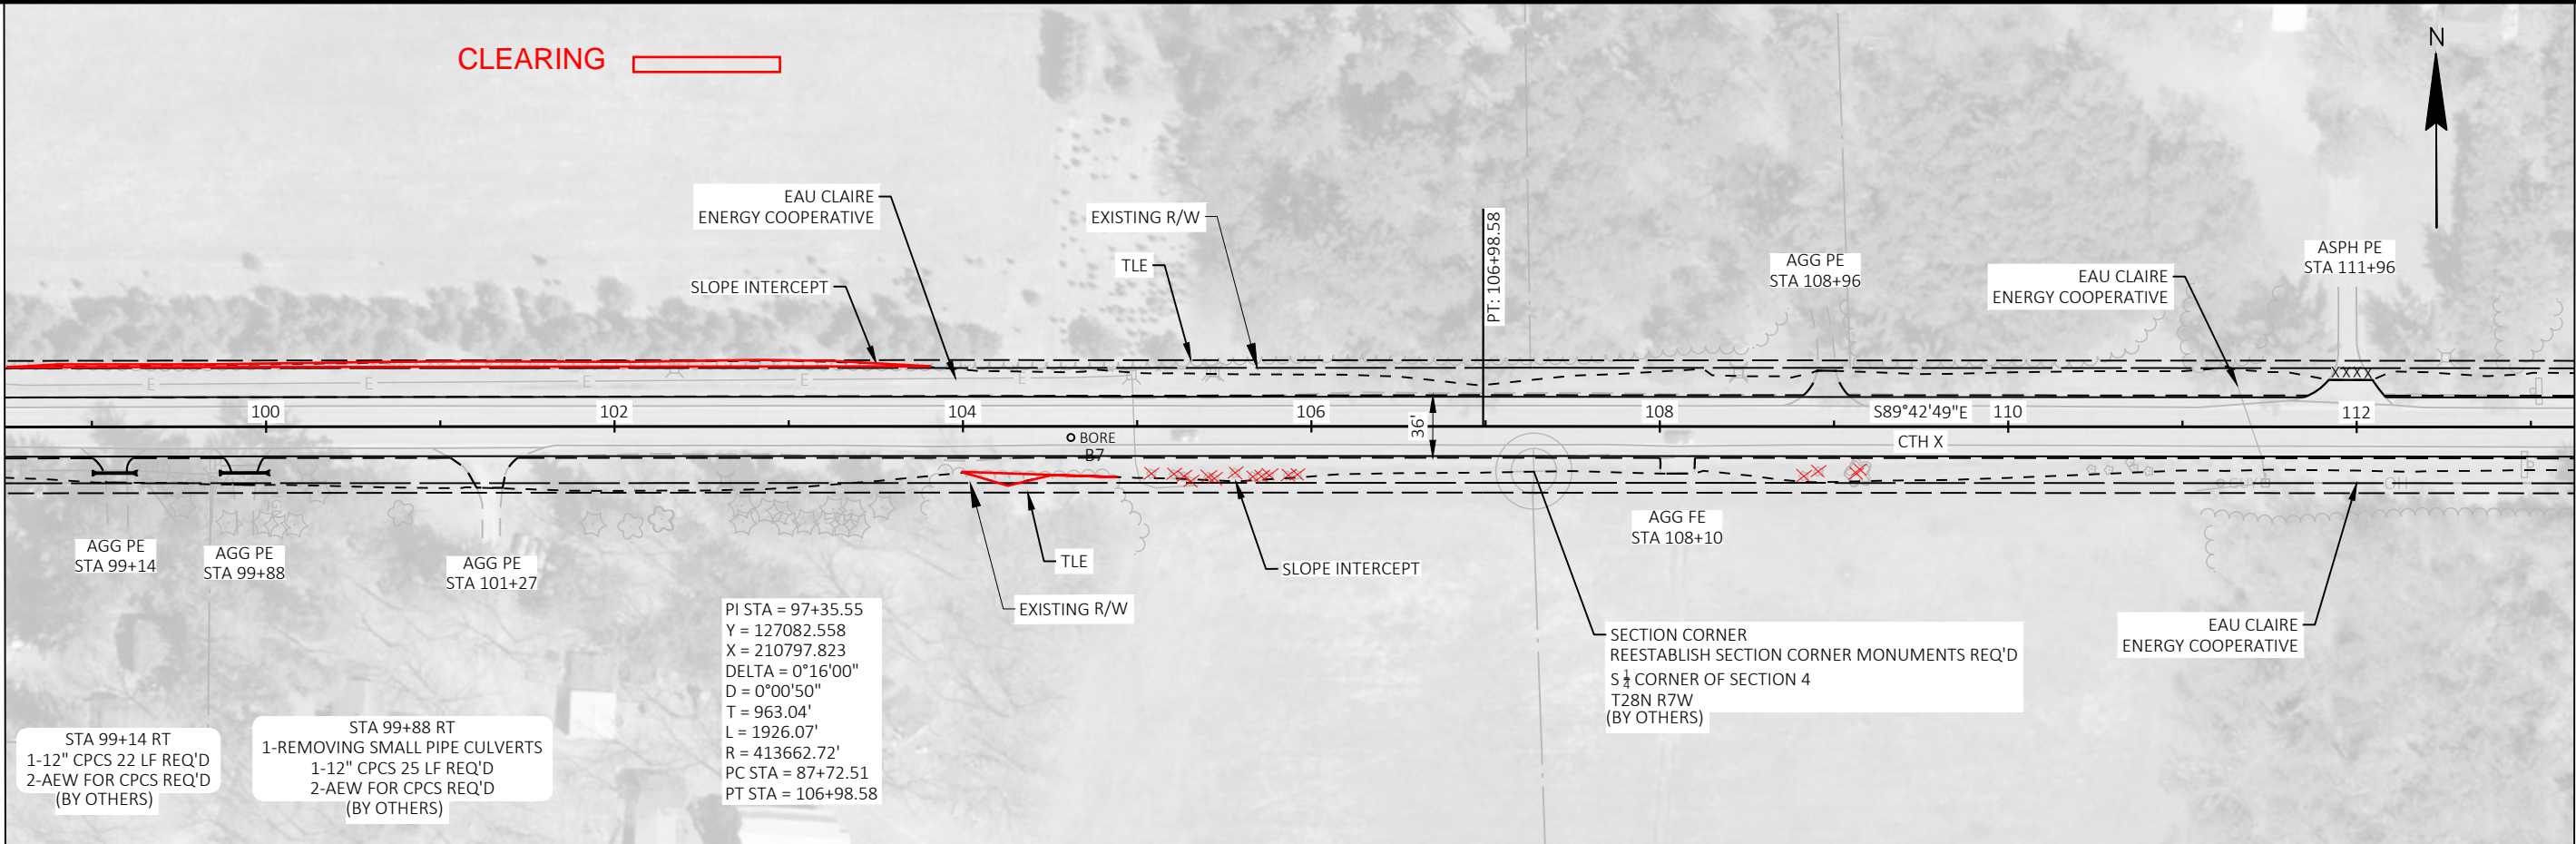 CLEARING
N
EAU CLAIRE
ENERGY COOPERATIVE
EXISTING R/W
TLE
SLOPE INTERCEPT
PT: 106+98.58
AGG PE
STA 108+96
EAU CLAIRE
ENERGY COOPERATIVE
ASPH PE
STA 111+96
E E E E E
XXXX
100 102 104 106 108 S89°42'49"E 110 112
36'
CTH X
BORE
B7
GUY
OH
AGG PE
STA 99+14
AGG PE
STA 99+88
AGG PE
STA 101+27
TLE
EXISTING R/W
SLOPE INTERCEPT
AGG FE
STA 108+10
PI STA = 97+35.55
Y = 127082.558
X = 210797.823
DELTA = 0°16'00"
D = 0°00'50"
T = 963.04'
L = 1926.07'
R = 413662.72'
PC STA = 87+72.51
PT STA = 106+98.58
SECTION CORNER
REESTABLISH SECTION CORNER MONUMENTS REQ'D
S 1/4 CORNER OF SECTION 4
T28N R7W
(BY OTHERS)
EAU CLAIRE
ENERGY COOPERATIVE
STA 99+14 RT
1-12" CPCS 22 LF REQ'D
2-AEW FOR CPCS REQ'D
(BY OTHERS)
STA 99+88 RT
1-REMOVING SMALL PIPE CULVERTS
1-12" CPCS 25 LF REQ'D
2-AEW FOR CPCS REQ'D
(BY OTHERS)